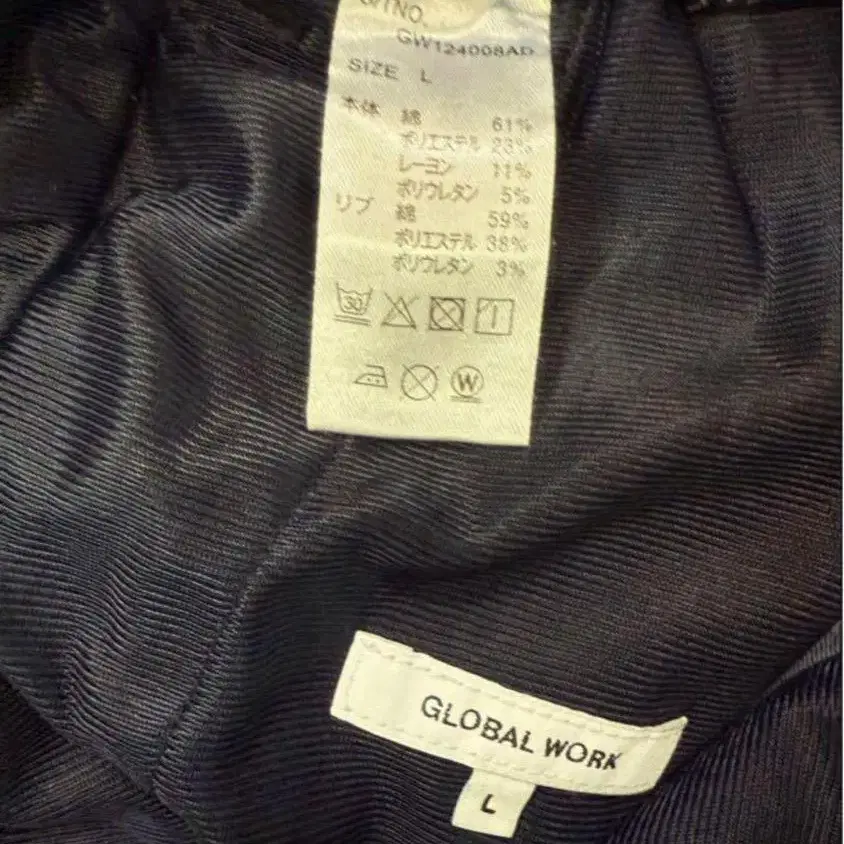 NO.
GW124008AD
SIZE L
本体 綿 61%
ポリエステル 23%
レーヨン 11%
ポリウレタン 5%
リブ 綿 59%
ポリエステル 38%
ポリウレタン 3%
30
W
GLOBAL WORK
L